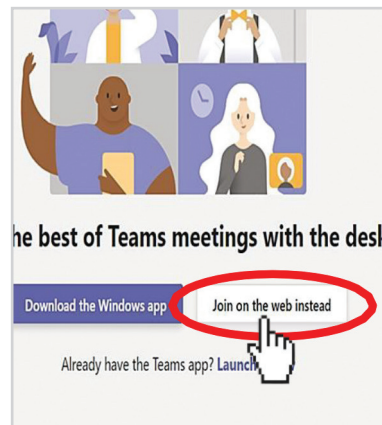 he best of Teams meetings with the desk
Download the Windows app
Join on the web instead
Already have the Teams app? Launch